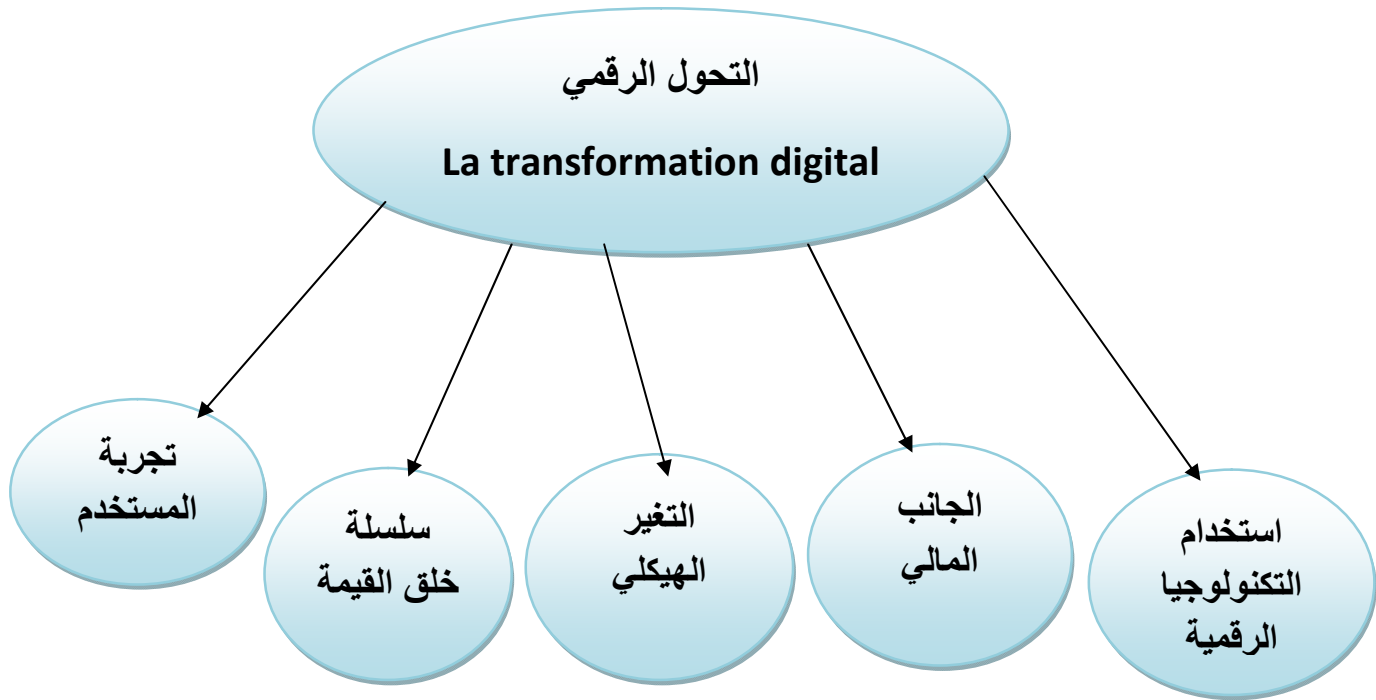 التحول الرقمي
La transformation digital
استخدام
التكنولوجيا
الرقمية
الجانب
المالي
التغير
الهيكلي
سلسلة
خلق القيمة
تجربة
المستخدم